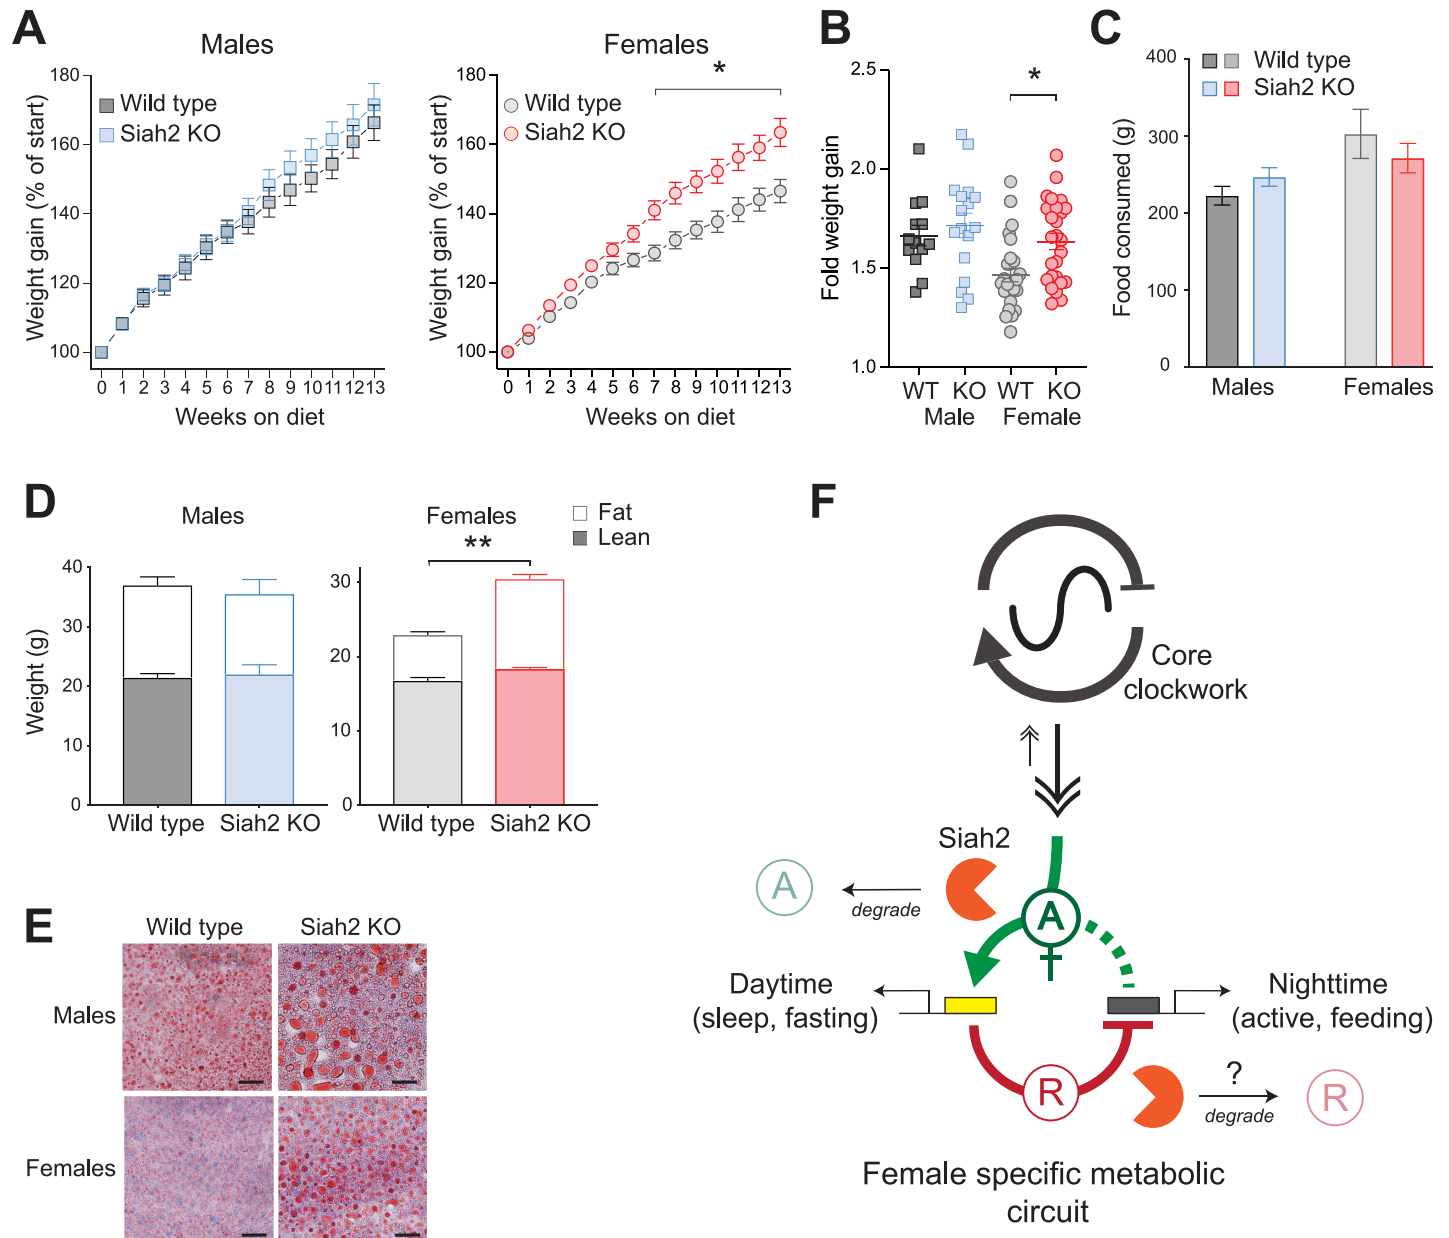 A
Males
Weight gain (% of start)
180
160
140
120
100
Wild type
Siah2 KO
0 1 2 3 4 5 6 7 8 9 10 11 12 13
Weeks on diet
Females
*
Weight gain (% of start)
180
160
140
120
100
Wild type
Siah2 KO
0 1 2 3 4 5 6 7 8 9 10 11 12 13
Weeks on diet
B
Fold weight gain
2.5
2.0
1.5
1.0
*
WT KO WT KO
Male Female
C
Food consumed (g)
400
300
200
100
0
Wild type
Siah2 KO
Males Females
D
Males
Females
Fat
Lean
**
Weight (g)
40
30
20
10
0
Wild type Siah2 KO
30
20
10
0
Wild type Siah2 KO
E
Wild type Siah2 KO
Males
Females
F
Core
clockwork
Siah2
A
degrade
A
Daytime
(sleep, fasting)
Nighttime
(active, feeding)
R
?
degrade
R
Female specific metabolic
circuit